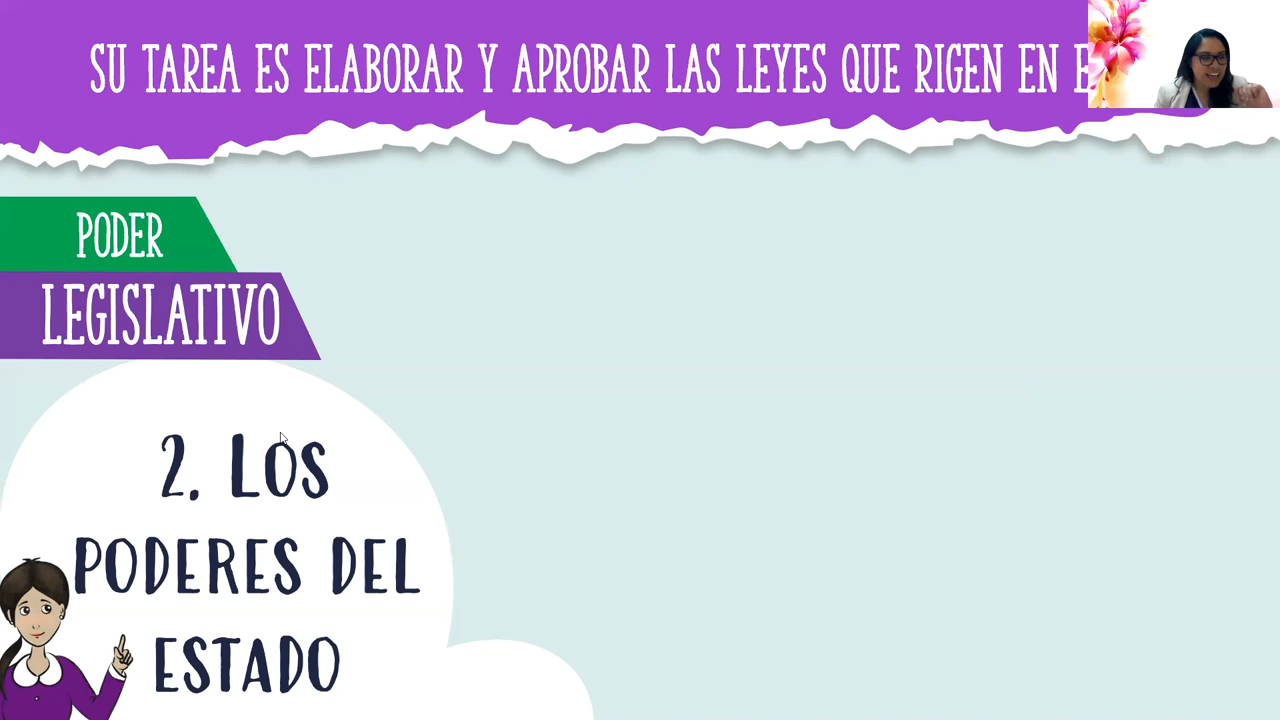 SU TAREA ES ELABORAR Y APROBAR LAS LEYES QUE RIGEN EN
PODER
LEGISLATIVO
2. LOS
PODERES DEL
ESTADO